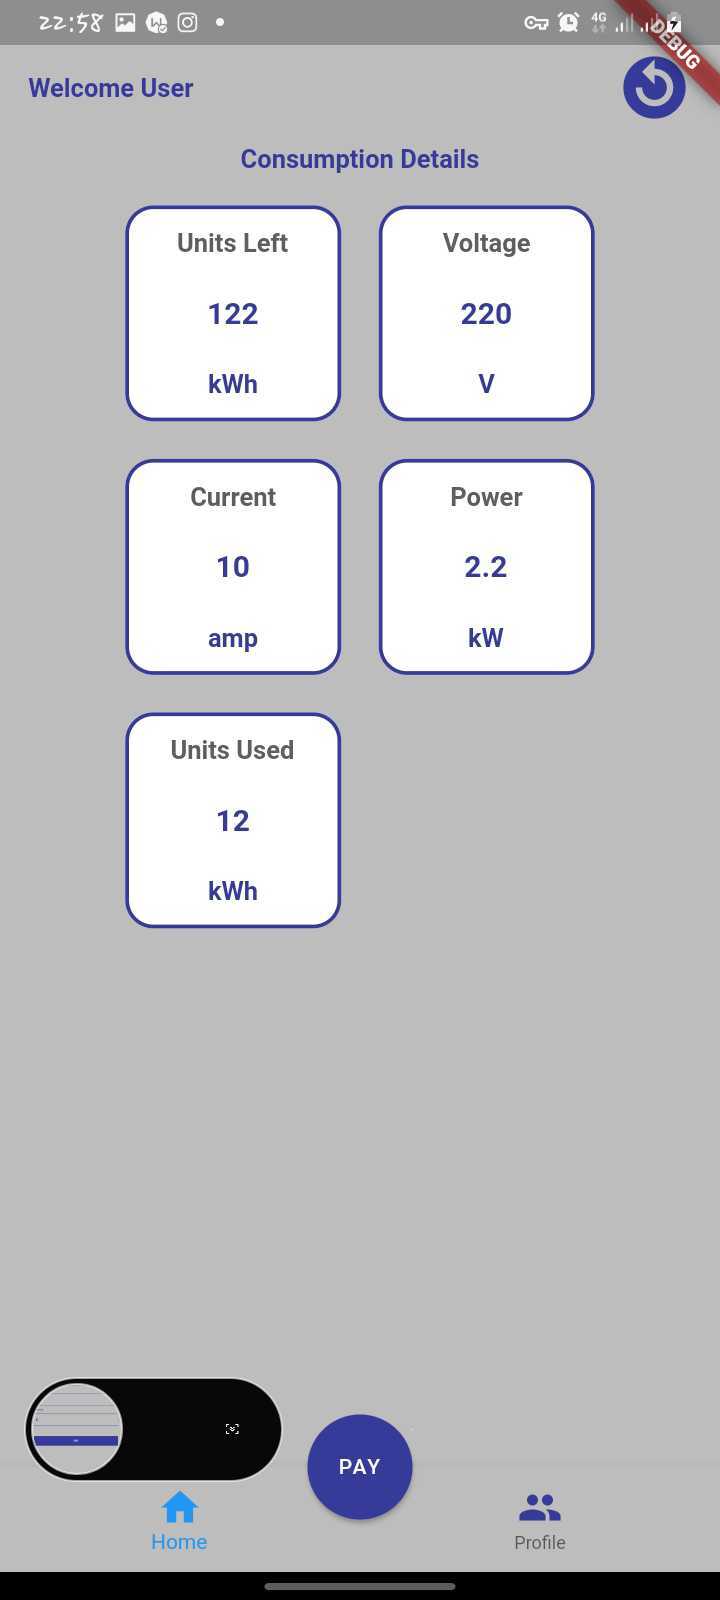 22:58
4G
DEBUG
Welcome User
Consumption Details
Units Left
122
kWh
Voltage
220
V
Current
10
amp
Power
2.2
kW
Units Used
12
kWh
PAY
Home
Profile